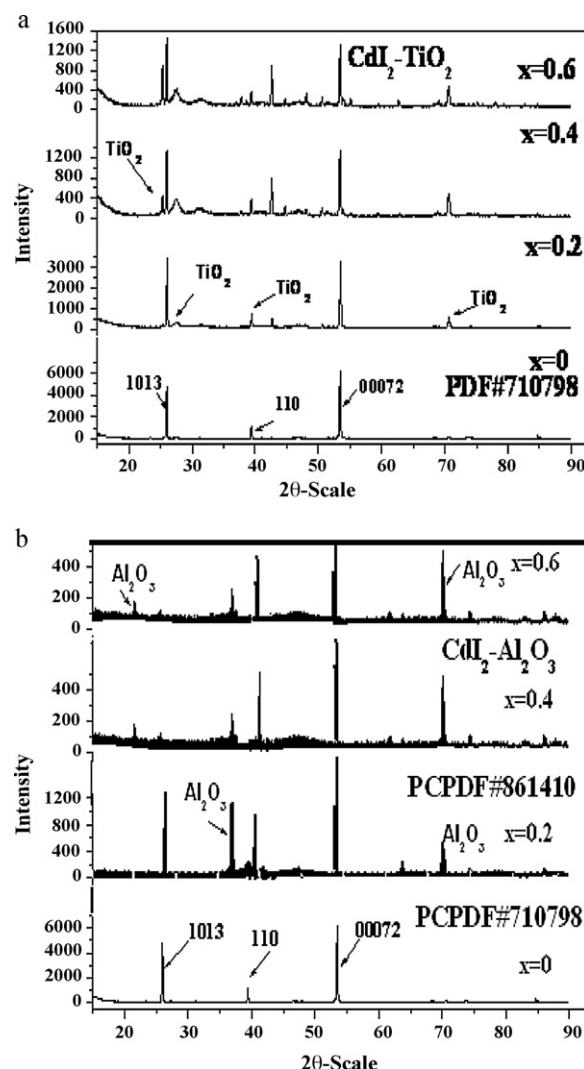 a
1600
1200
800
400
0
CdI2-TiO2
x=0.6
1200
800
400
0
TiO2
x=0.4
3000
2000
1000
0
TiO2
TiO2
TiO2
x=0.2
6000
4000
2000
0
1013
110
00072
x=0
PDF#710798
Intensity
20 30 40 50 60 70 80 90
2θ-Scale
b
400
200
0
Al2O3
Al2O3
x=0.6
400
200
0
CdI2-Al2O3
x=0.4
1200
800
400
0
Al2O3
Al2O3
PCPDF#861410
x=0.2
6000
4000
2000
0
1013
110
00072
PCPDF#710798
x=0
Intensity
20 30 40 50 60 70 80 90
2θ-Scale